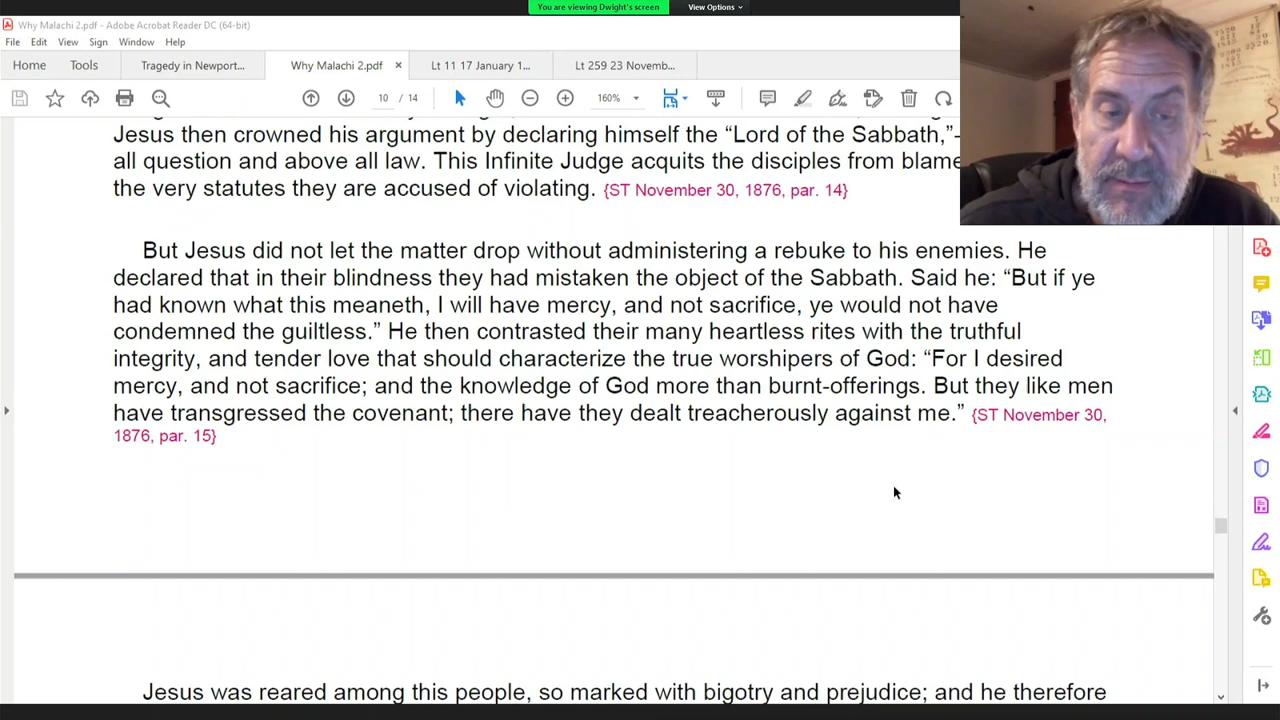 You are viewing Dwight's screen
View Options
Why Malachi 2.pdf - Adobe Acrobat Reader DC (64-bit)
File Edit View Sign Window Help
Home Tools Tragedy in Newport... Why Malachi 2.pdf × Lt 11 17 January 1... Lt 259 23 Novemb...
10 / 14 160%
Jesus then crowned his argument by declaring himself the “Lord of the Sabbath,”
all question and above all law. This Infinite Judge acquits the disciples from blame
the very statutes they are accused of violating. {ST November 30, 1876, par. 14}
But Jesus did not let the matter drop without administering a rebuke to his enemies. He
declared that in their blindness they had mistaken the object of the Sabbath. Said he: “But if ye
had known what this meaneth, I will have mercy, and not sacrifice, ye would not have
condemned the guiltless.” He then contrasted their many heartless rites with the truthful
integrity, and tender love that should characterize the true worshipers of God: “For I desired
mercy, and not sacrifice; and the knowledge of God more than burnt-offerings. But they like men
have transgressed the covenant; there have they dealt treacherously against me.” {ST November 30,
1876, par. 15}
Jesus was reared among this people, so marked with bigotry and prejudice; and he therefore